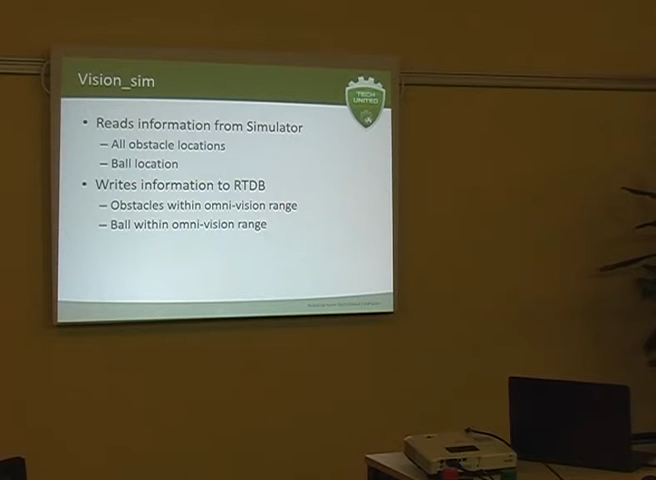 Vision_sim
TECH
UNITED
• Reads information from Simulator
– All obstacle locations
– Ball location
• Writes information to RTDB
– Obstacles within omni-vision range
– Ball within omni-vision range